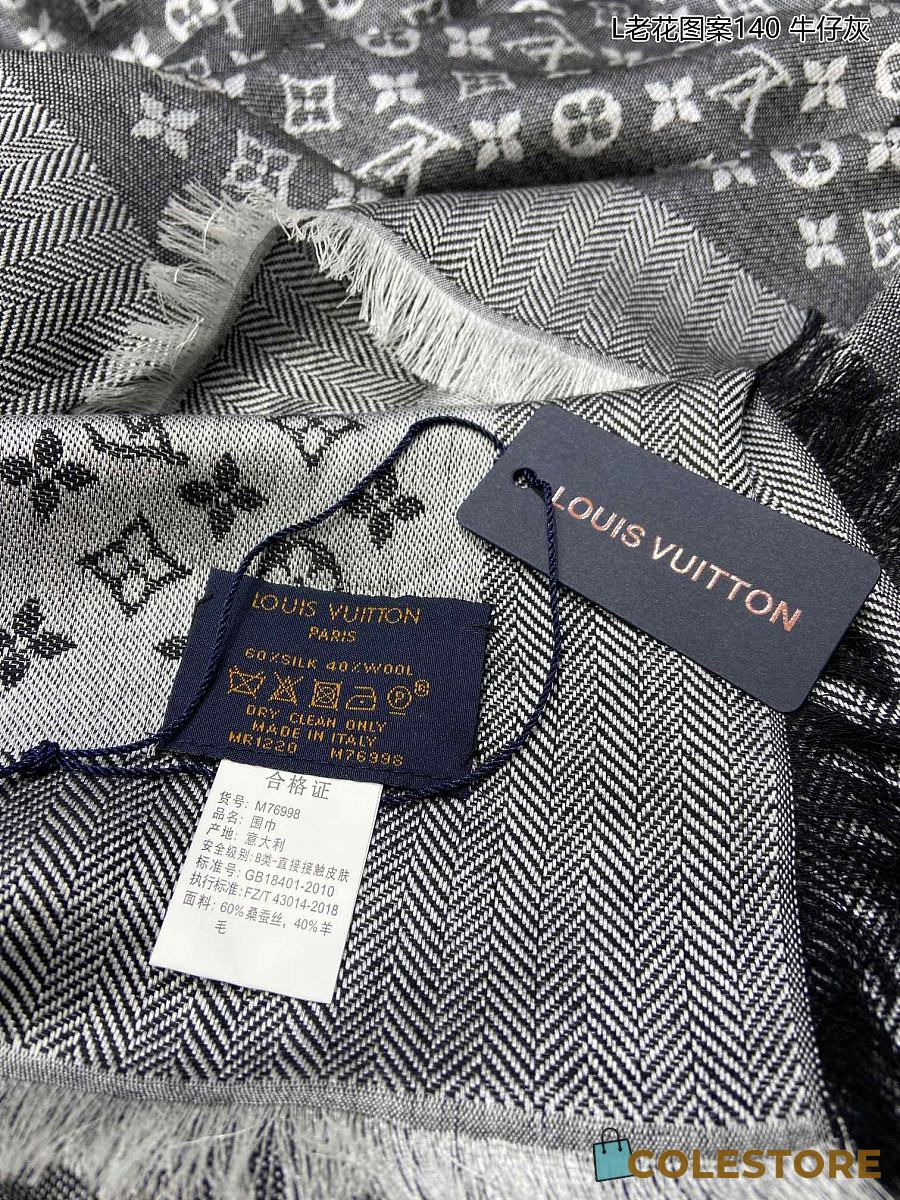 L老花图案140 牛仔灰
LOUIS VUITTON
LOUIS VUITTON
PARIS
60%SILK 40%WOOL
DRY CLEAN ONLY
MADE IN ITALY
MR1220 M76998
合格证
货号: M76998
品名: 围巾
产地: 意大利
安全级别: B类-直接接触皮肤
标准号: GB18401-2010
执行标准: FZ/T 43014-2018
面料: 60%桑蚕丝, 40%羊
毛
COLESTORE